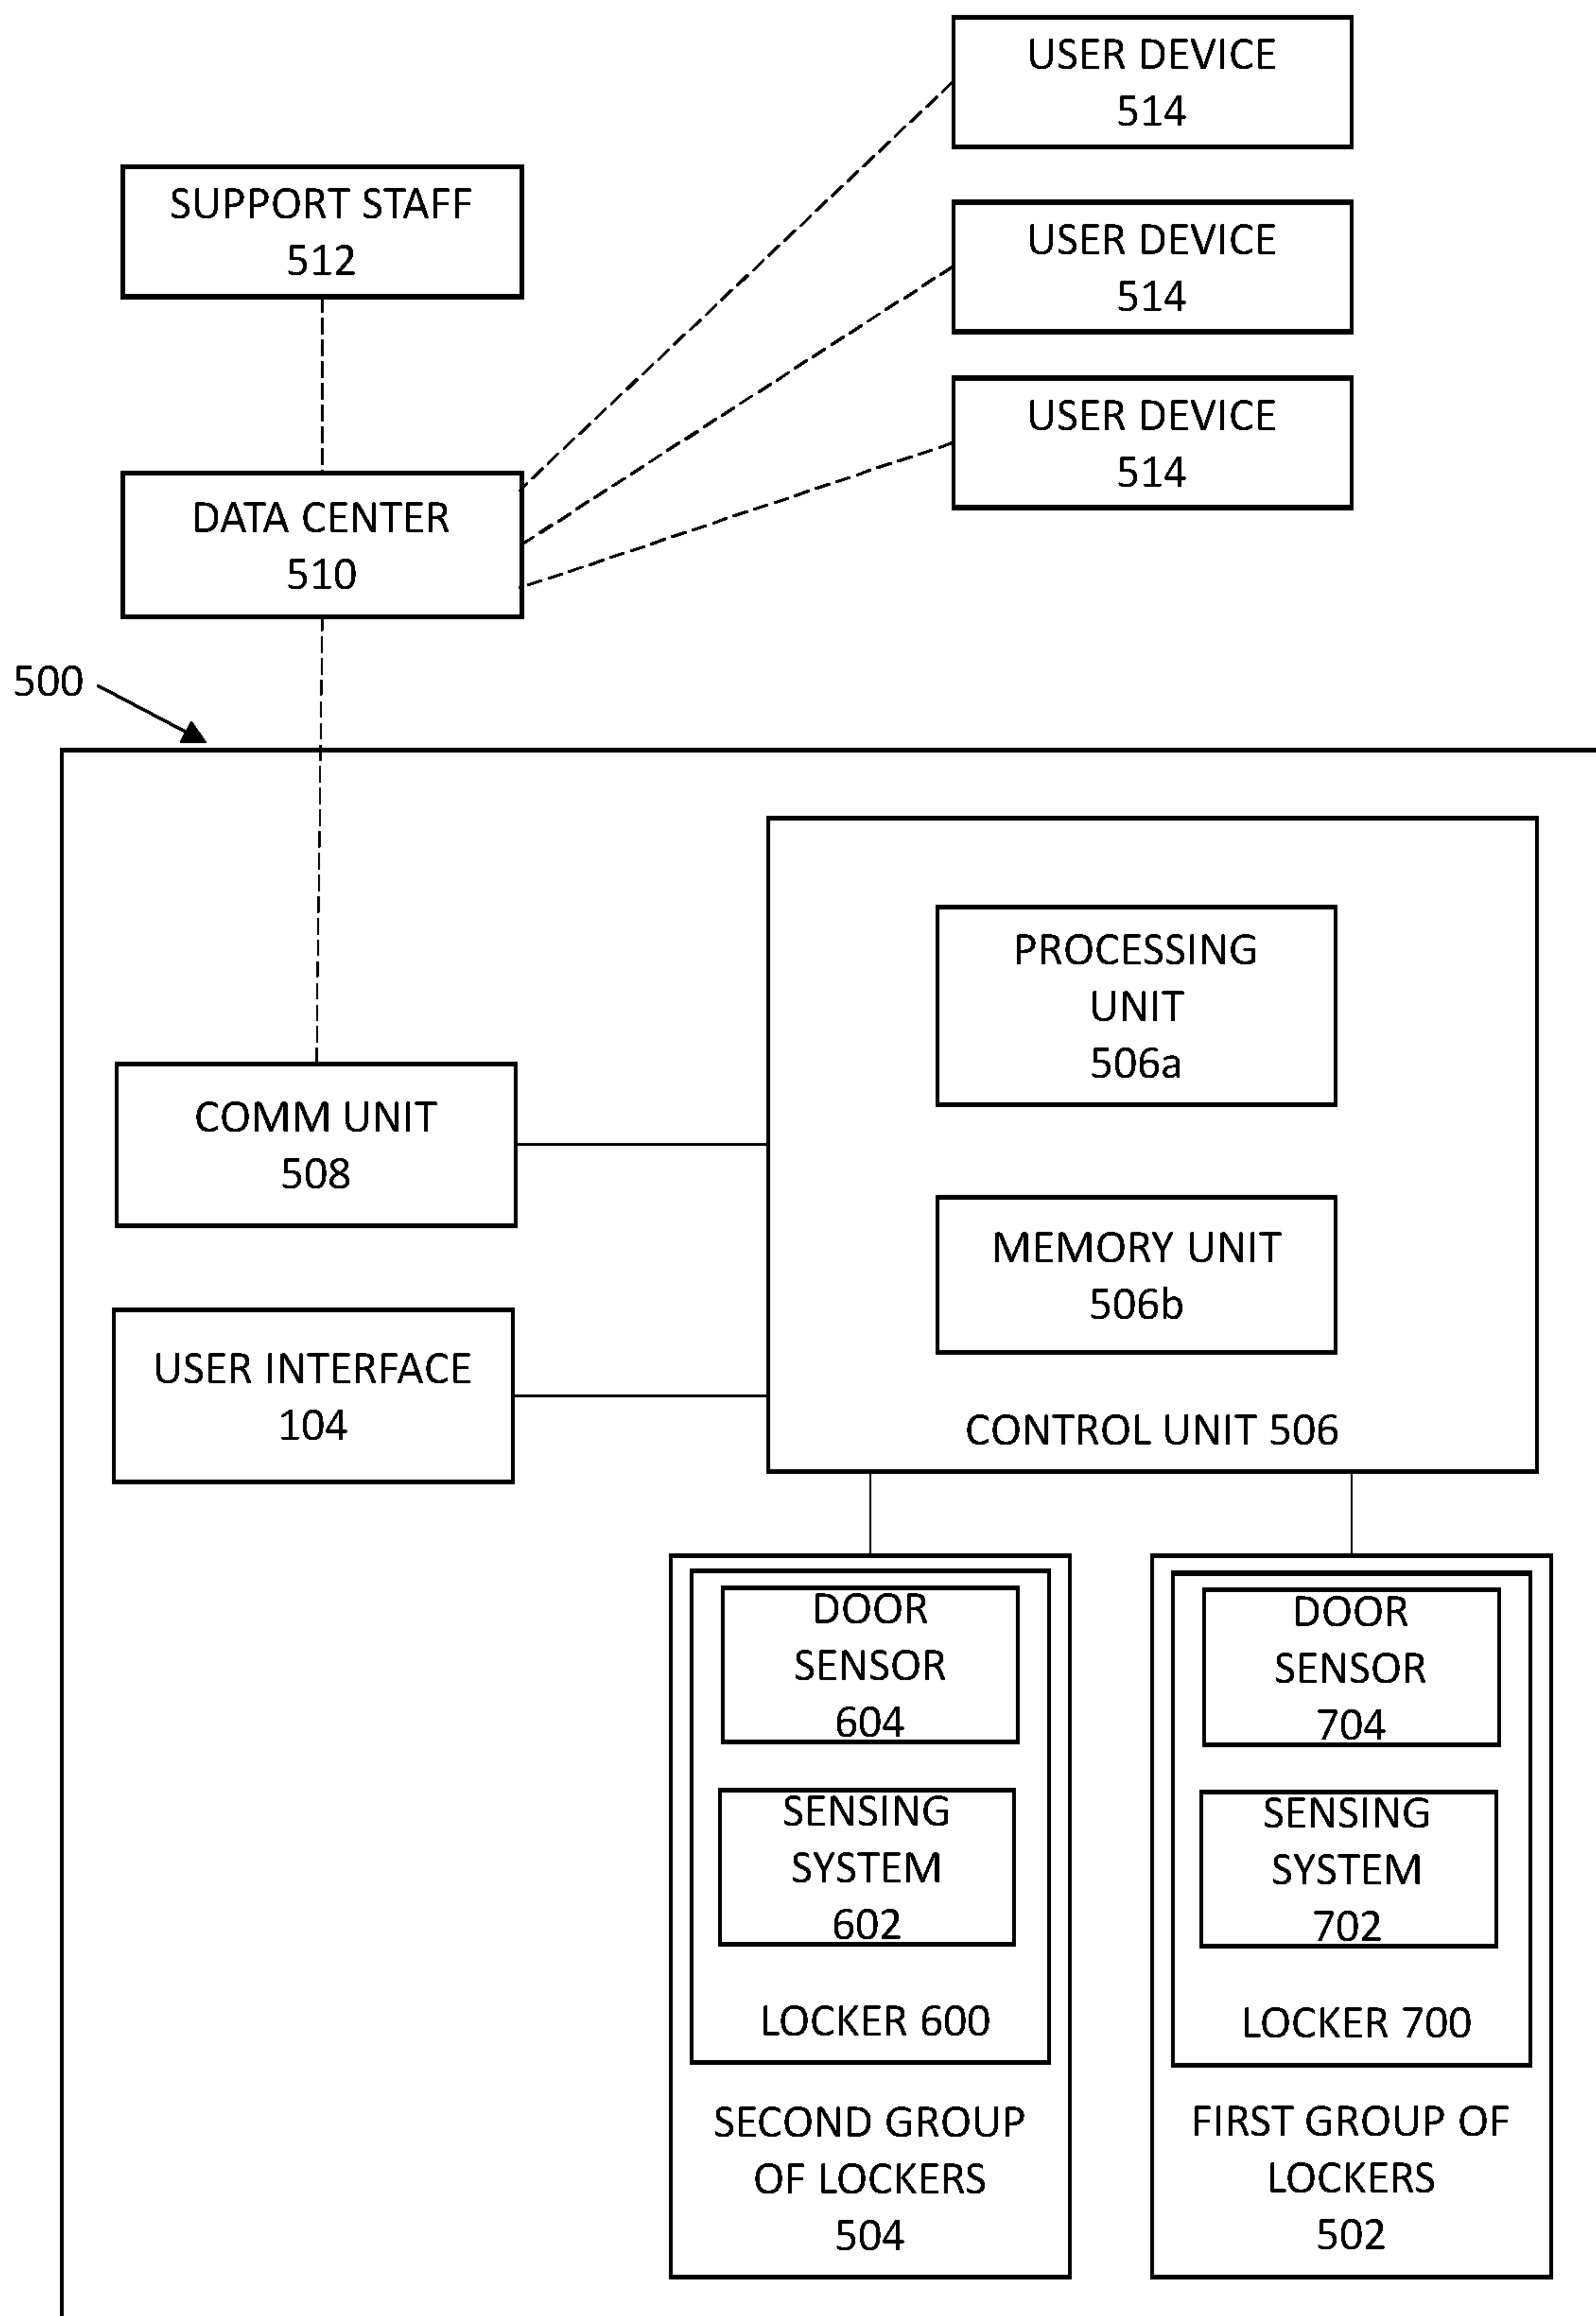 USER DEVICE
514
SUPPORT STAFF
512
USER DEVICE
514
USER DEVICE
514
DATA CENTER
510
500
PROCESSING
UNIT
506a
COMM UNIT
508
MEMORY UNIT
506b
USER INTERFACE
104
CONTROL UNIT 506
DOOR
SENSOR
604
SENSING
SYSTEM
602
LOCKER 600
SECOND GROUP
OF LOCKERS
504
DOOR
SENSOR
704
SENSING
SYSTEM
702
LOCKER 700
FIRST GROUP OF
LOCKERS
502